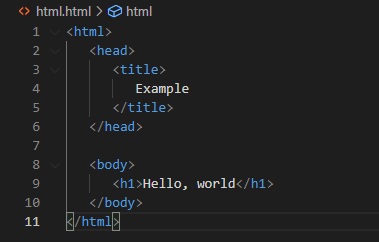 html.html > html
1 <html>
2 <head>
3 <title>
4 Example
5 </title>
6 </head>
7
8 <body>
9 <h1>Hello, world</h1>
10 </body>
11 </html>